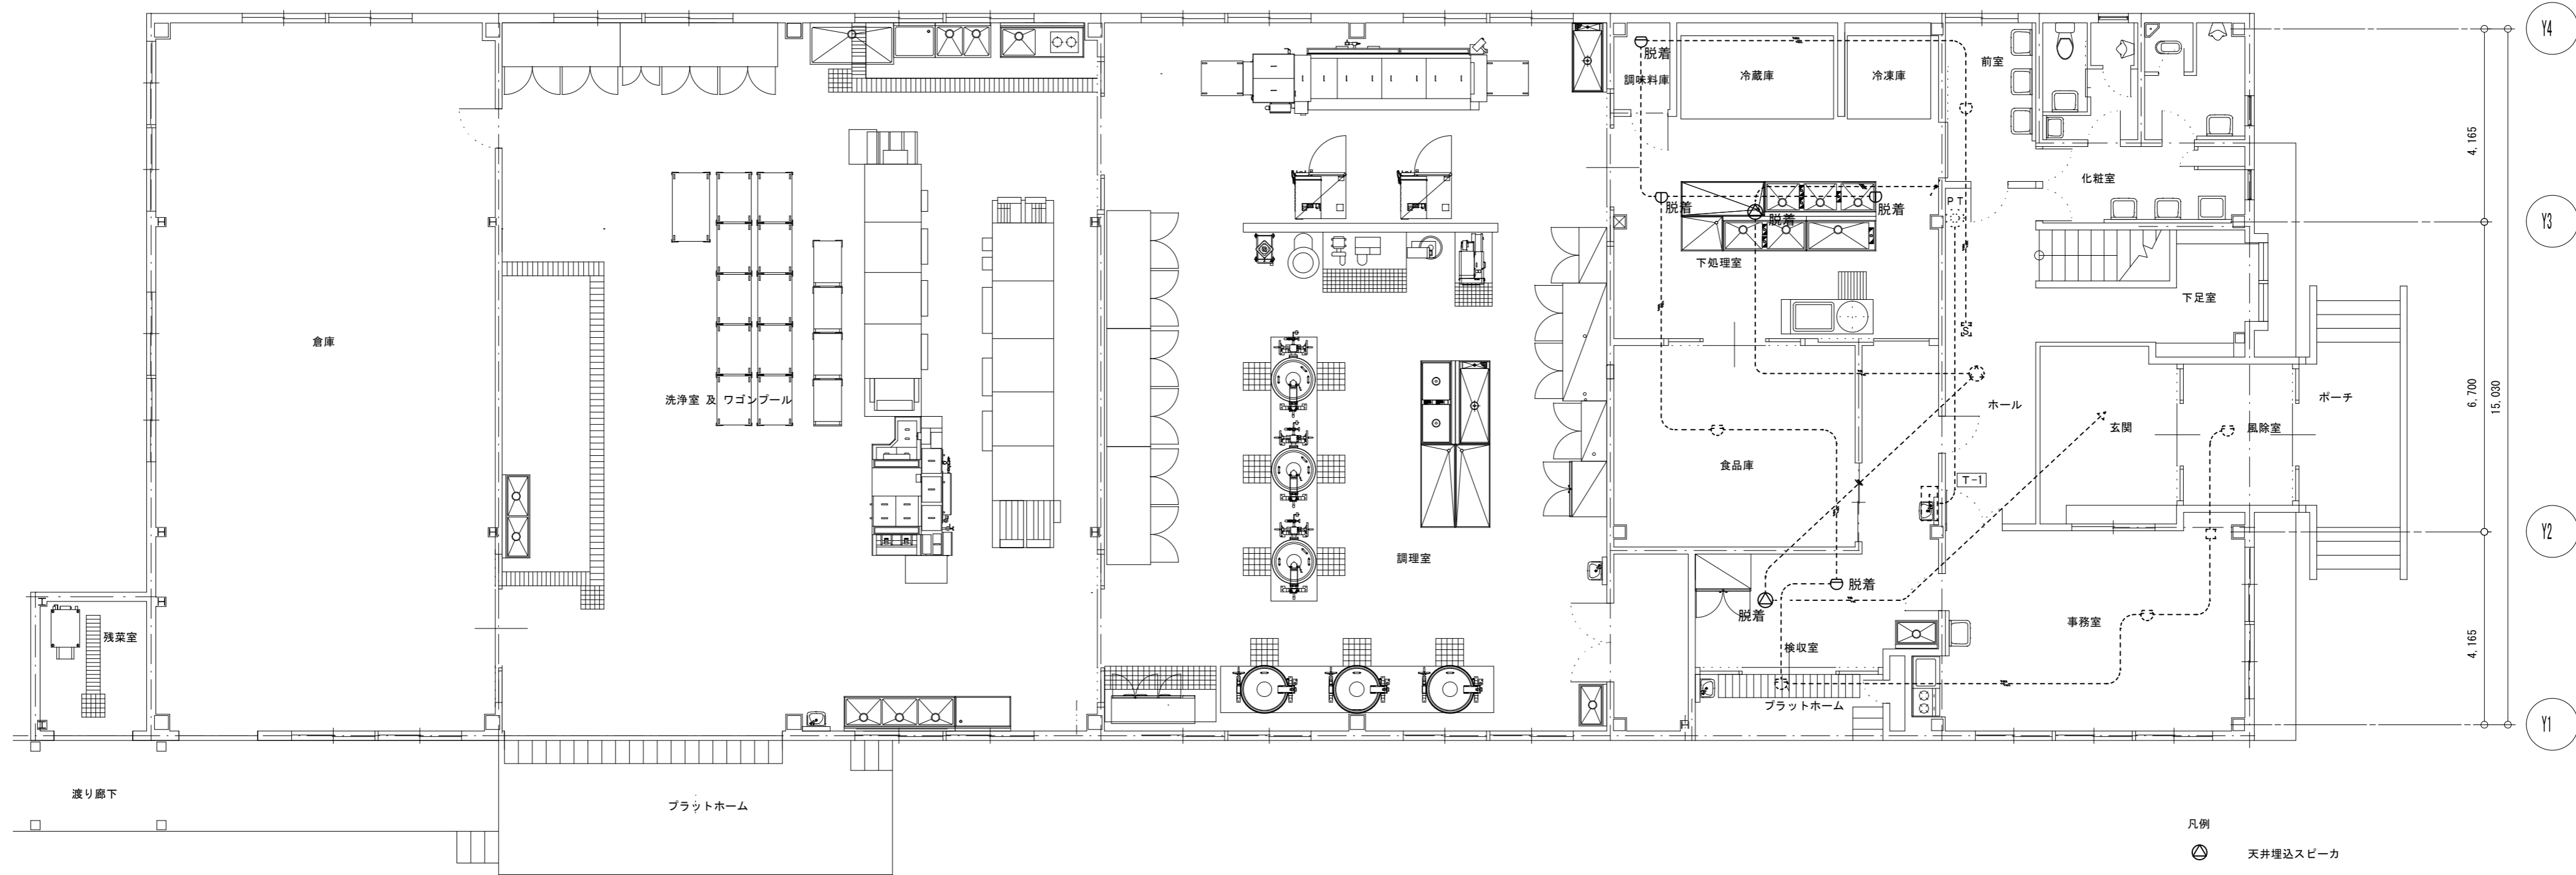 Y4
脱着
調味料庫
冷蔵庫
冷凍庫
前室
4,165
化粧室
PT
脱着
脱着
脱着
Y3
下処理室
下足室
倉庫
洗浄室 及 ワゴンプール
S
ホール
ポーチ
玄関
風除室
6,700
15,030
食品庫
T-1
調理室
Y2
脱着
脱着
残菜室
事務室
検収室
4,165
プラットホーム
Y1
渡り廊下
プラットホーム
凡例
天井埋込スピーカ